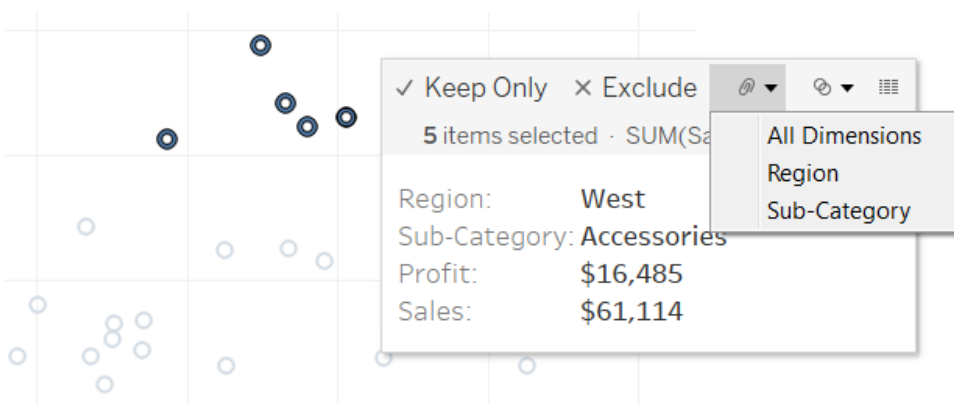 Keep Only Exclude
5 items selected · SUM(Sa
All Dimensions
Region
Sub-Category
Region: West
Sub-Category: Accessories
Profit: $16,485
Sales: $61,114